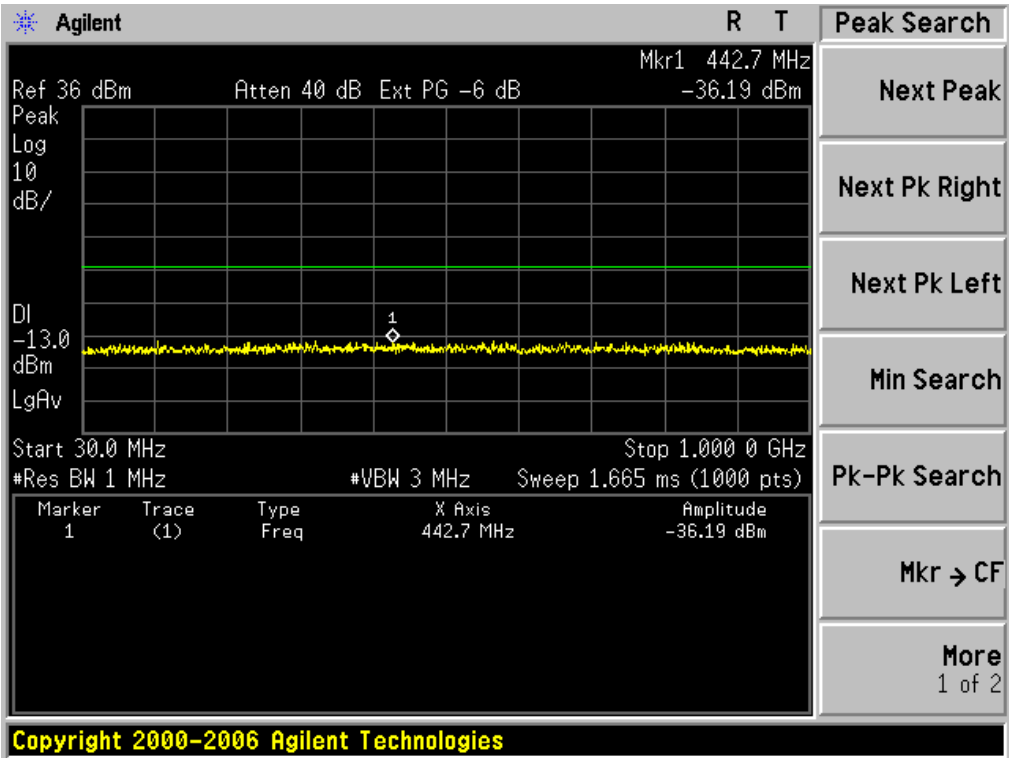 Agilent R T Peak Search
Mkr1 442.7 MHz
Ref 36 dBm Atten 40 dB Ext PG -6 dB -36.19 dBm
Peak
Log
10
dB/
1
DI
-13.0
dBm
LgAv
Start 30.0 MHz Stop 1.000 0 GHz
#Res BW 1 MHz #VBW 3 MHz Sweep 1.665 ms (1000 pts)
Marker Trace Type X Axis Amplitude
1 (1) Freq 442.7 MHz -36.19 dBm
Next Peak
Next Pk Right
Next Pk Left
Min Search
Pk-Pk Search
Mkr → CF
More
1 of 2
Copyright 2000-2006 Agilent Technologies